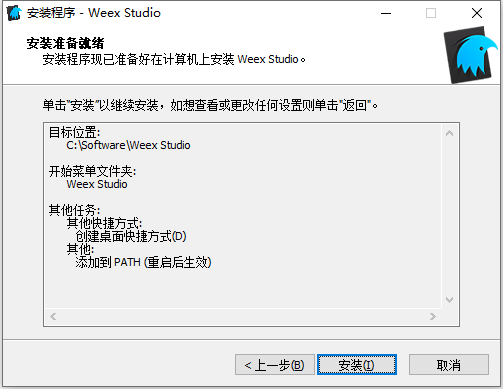 安装程序 - Weex Studio
安装准备就绪
安装程序现已准备好在计算机上安装 Weex Studio。
单击"安装"以继续安装，如想查看或更改任何设置则单击"返回"。
目标位置:
C:\Software\Weex Studio
开始菜单文件夹:
Weex Studio
其他任务:
其他快捷方式:
创建桌面快捷方式(D)
其他:
添加到 PATH (重启后生效)
< 上一步(B)
安装(I)
取消